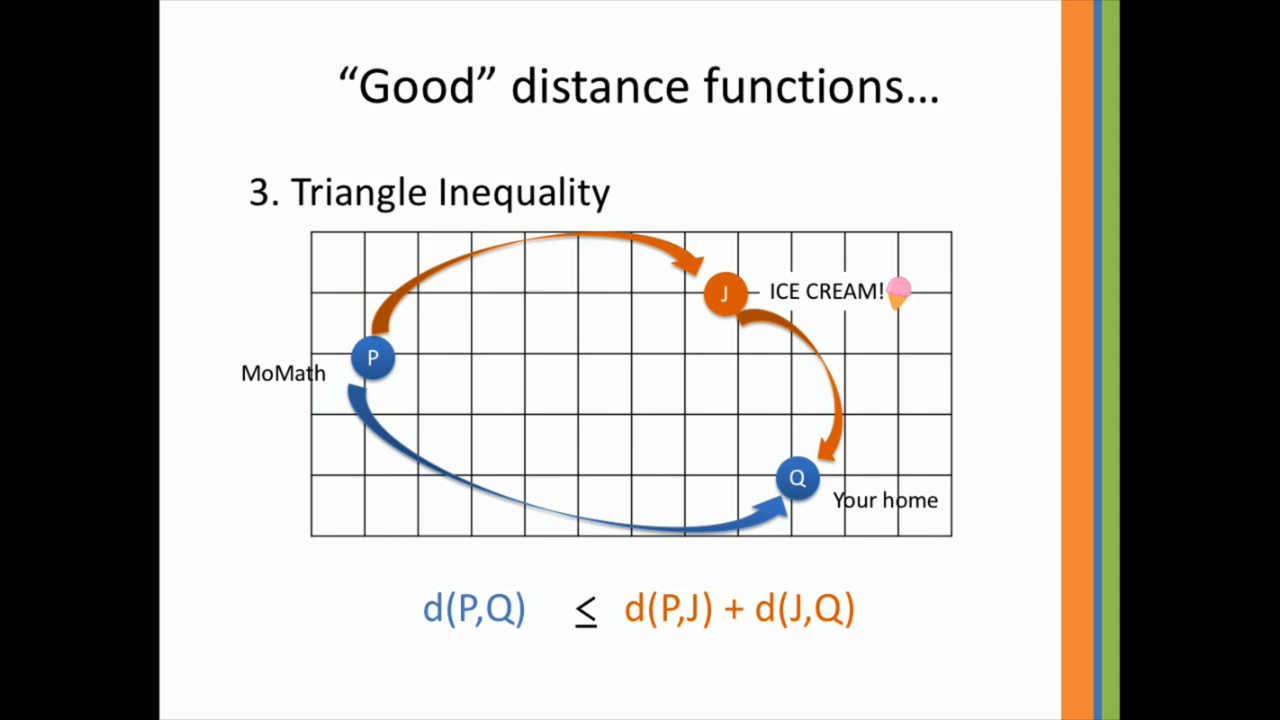 “Good” distance functions...
3. Triangle Inequality
J
ICE CREAM!
P
MoMath
Q
Your home
d(P,Q) ≤ d(P,J) + d(J,Q)